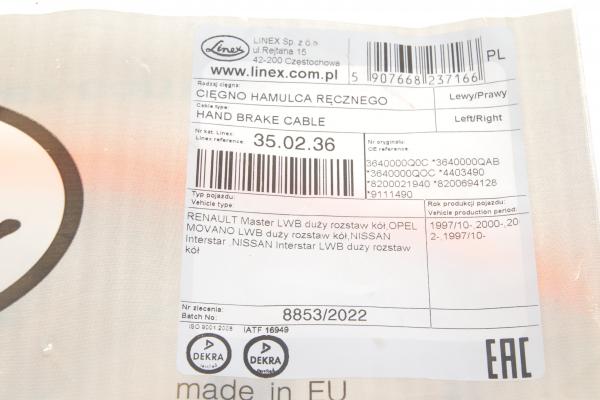 Linex
LINEX Sp. z o.o.
ul.Rejtana 15
42-200 Częstochowa
www.linex.com.pl
5 907668 237166
PL
Rodzaj cięgna:
CIĘGNO HAMULCA RĘCZNEGO
Lewy/Prawy
Cable type:
HAND BRAKE CABLE
Left/Right
Nr kat. Linex:
Linex reference:
35.02.36
Nr oryginału:
OE reference:
3640000Q0C *3640000QAB
*3640000QOC *4403490
*8200021940 *8200694128
*9111490
Typ pojazdu:
Vehicle type:
Rok produkcji pojazdu:
Vehicle production period:
RENAULT Master LWB duży rozstaw kół,OPEL
MOVANO LWB duży rozstaw kół,NISSAN
Interstar ,NISSAN Interstar LWB duży rozstaw
kół
1997/10-,2000-,20
2-,1997/10-
Nr zlecenia:
Batch No:
8853/2022
ISO 9001:2008
IATF 16949
DEKRA
DEKRA
EAC
made in EU